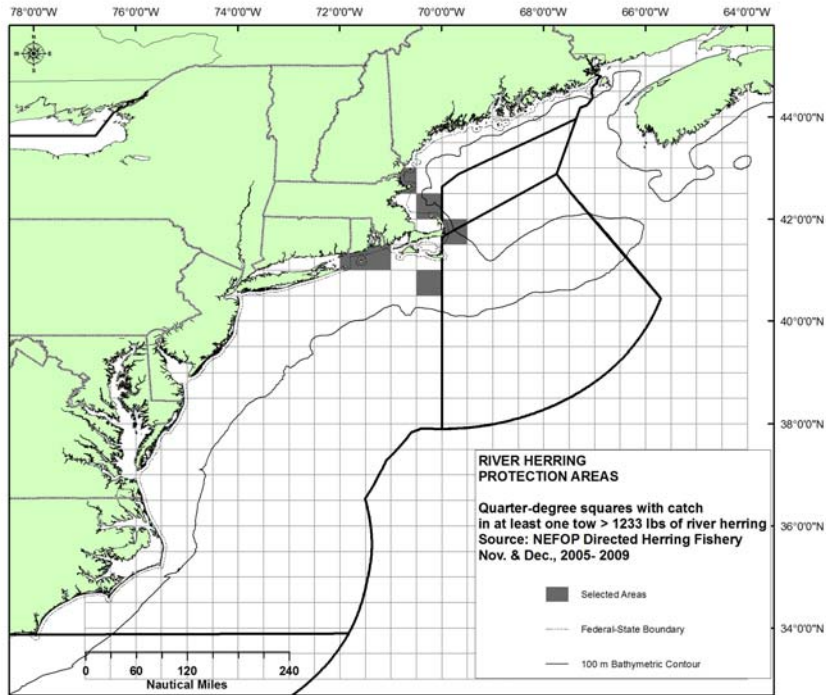 78°0'0"W 76°0'0"W 74°0'0"W 72°0'0"W 70°0'0"W 68°0'0"W 66°0'0"W 64°0'0"W
44°0'0"N
42°0'0"N
40°0'0"N
38°0'0"N
36°0'0"N
34°0'0"N
RIVER HERRING
PROTECTION AREAS
Quarter-degree squares with catch
in at least one tow > 1233 lbs of river herring
Source: NEFOP Directed Herring Fishery
Nov. & Dec., 2005- 2009
Selected Areas
Federal-State Boundary
100 m Bathymetric Contour
0 60 120 240
Nautical Miles